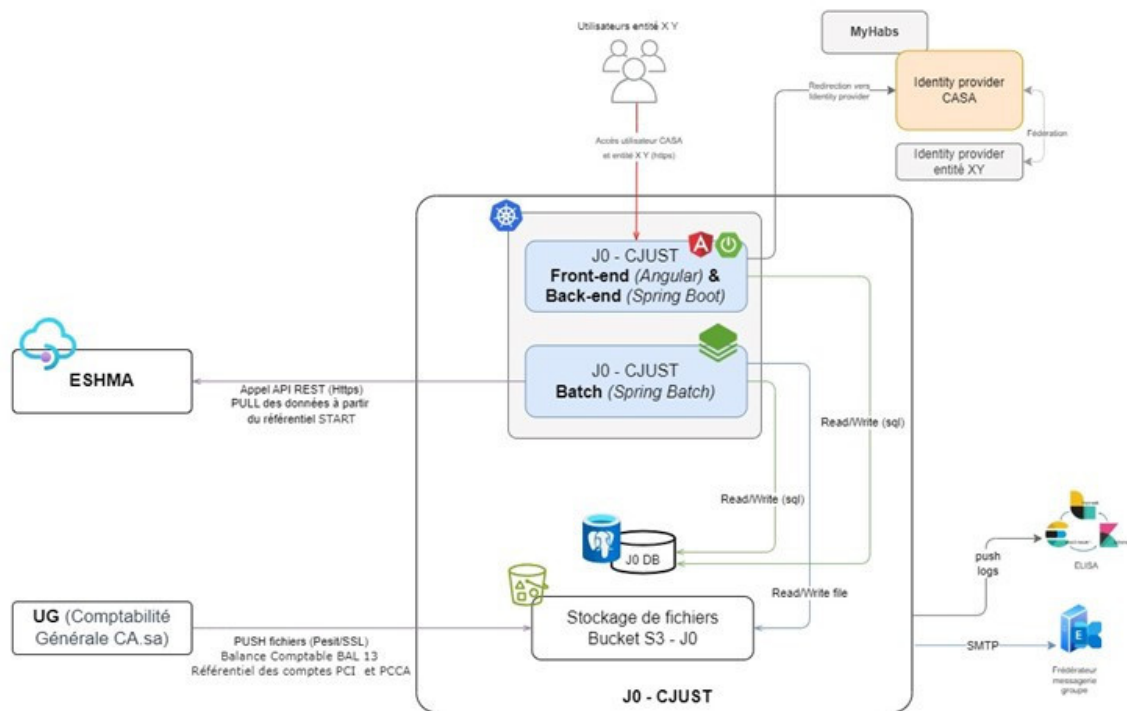 Utilisateurs entité X Y
MyHabs
Identity provider
CASA
Redirection vers
Identity provider
Fédération
Identity provider
entité XY
Accès utilisateur CASA
et entité X Y (https)
J0 - CJUST
Front-end (Angular) &
Back-end (Spring Boot)
J0 - CJUST
Batch (Spring Batch)
ESHMA
Appel API REST (Https)
PULL des données à partir
du référentiel START
Read/Write (sql)
Read/Write (sql)
J0 DB
push
logs
ELISA
Read/Write file
UG (Comptabilité
Générale CA.sa)
PUSH fichiers (Pesit/SSL)
Balance Comptable BAL 13
Référentiel des comptes PCI et PCCA
Stockage de fichiers
Bucket S3 - J0
SMTP
E
Frédérateur
messagerie
groupe
J0 - CJUST